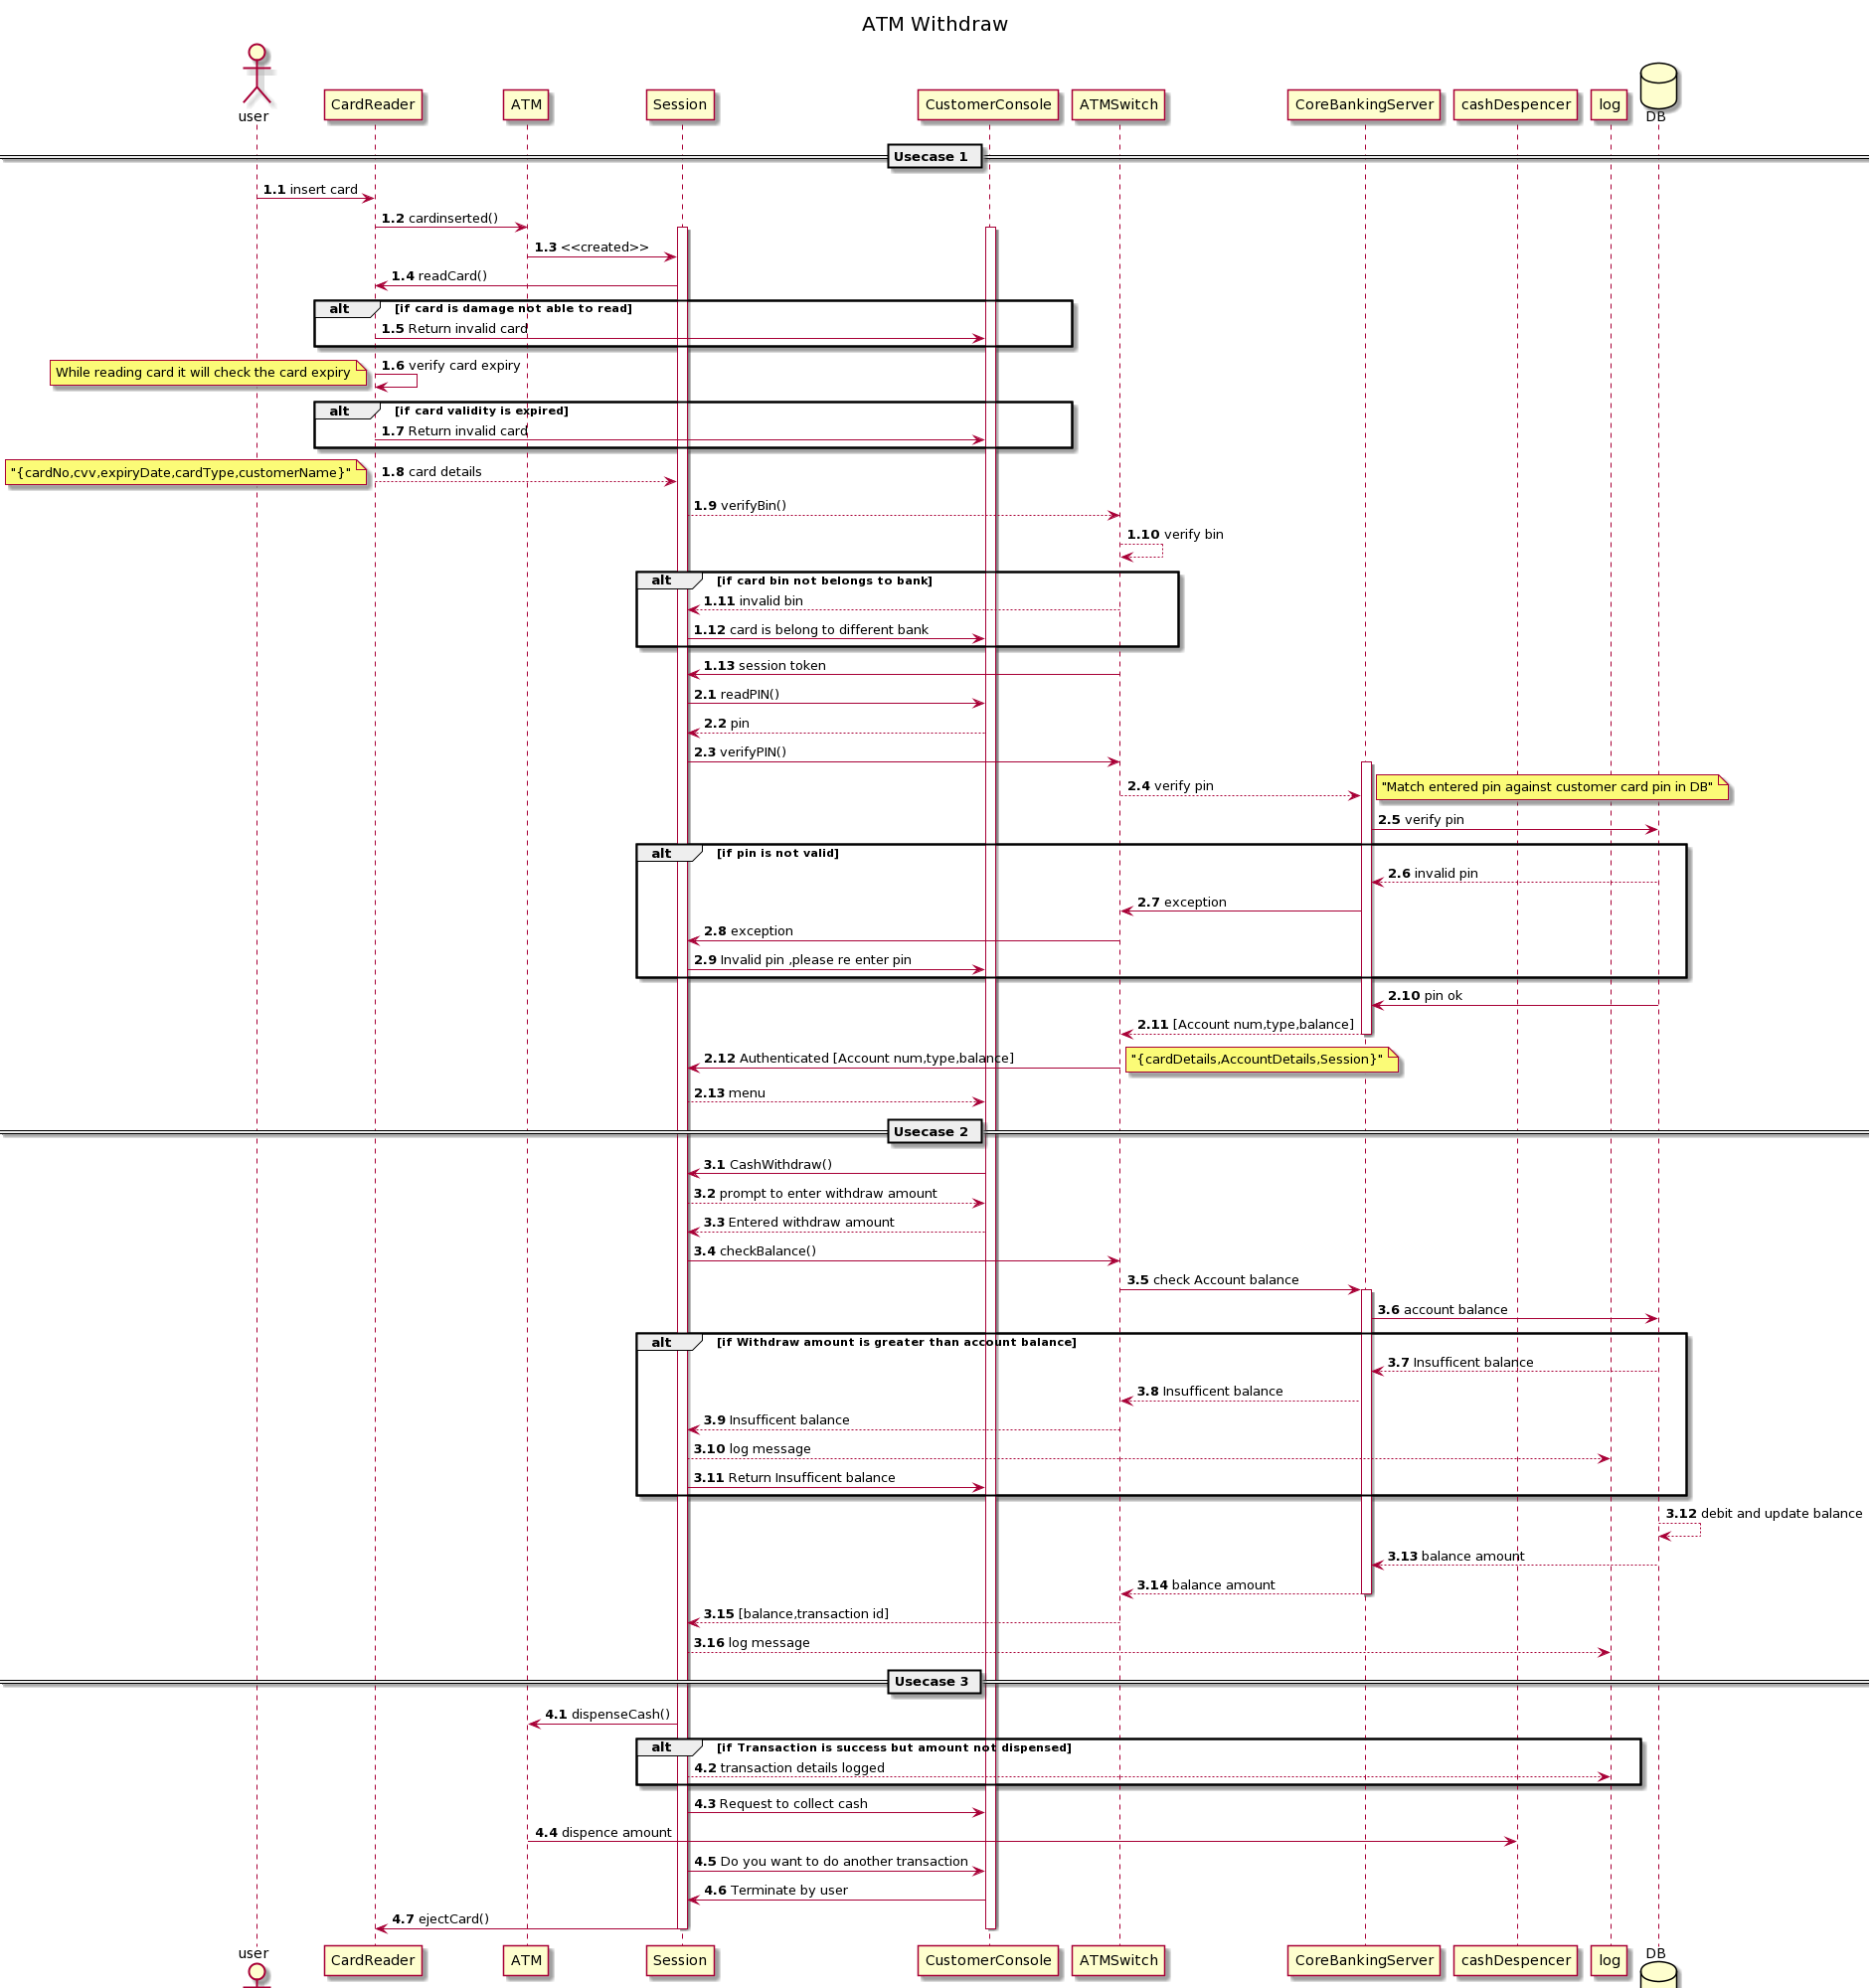 ATM Withdraw
user
CardReader
ATM
Session
CustomerConsole
ATMSwitch
CoreBankingServer
cashDespencer
log
DB
Usecase 1
1.1 insert card
1.2 cardinserted()
1.3 <<created>>
1.4 readCard()
alt [if card is damage not able to read]
1.5 Return invalid card
While reading card it will check the card expiry
1.6 verify card expiry
alt [if card validity is expired]
1.7 Return invalid card
"{cardNo,cvv,expiryDate,cardType,customerName}"
1.8 card details
1.9 verifyBin()
1.10 verify bin
alt [if card bin not belongs to bank]
1.11 invalid bin
1.12 card is belong to different bank
1.13 session token
2.1 readPIN()
2.2 pin
2.3 verifyPIN()
2.4 verify pin
"Match entered pin against customer card pin in DB"
2.5 verify pin
alt [if pin is not valid]
2.6 invalid pin
2.7 exception
2.8 exception
2.9 Invalid pin ,please re enter pin
2.10 pin ok
2.11 [Account num,type,balance]
2.12 Authenticated [Account num,type,balance]
"{cardDetails,AccountDetails,Session}"
2.13 menu
Usecase 2
3.1 CashWithdraw()
3.2 prompt to enter withdraw amount
3.3 Entered withdraw amount
3.4 checkBalance()
3.5 check Account balance
3.6 account balance
alt [if Withdraw amount is greater than account balance]
3.7 Insufficent balance
3.8 Insufficent balance
3.9 Insufficent balance
3.10 log message
3.11 Return Insufficent balance
3.12 debit and update balance
3.13 balance amount
3.14 balance amount
3.15 [balance,transaction id]
3.16 log message
Usecase 3
4.1 dispenseCash()
alt [if Transaction is success but amount not dispensed]
4.2 transaction details logged
4.3 Request to collect cash
4.4 dispence amount
4.5 Do you want to do another transaction
4.6 Terminate by user
4.7 ejectCard()
user
CardReader
ATM
Session
CustomerConsole
ATMSwitch
CoreBankingServer
cashDespencer
log
DB